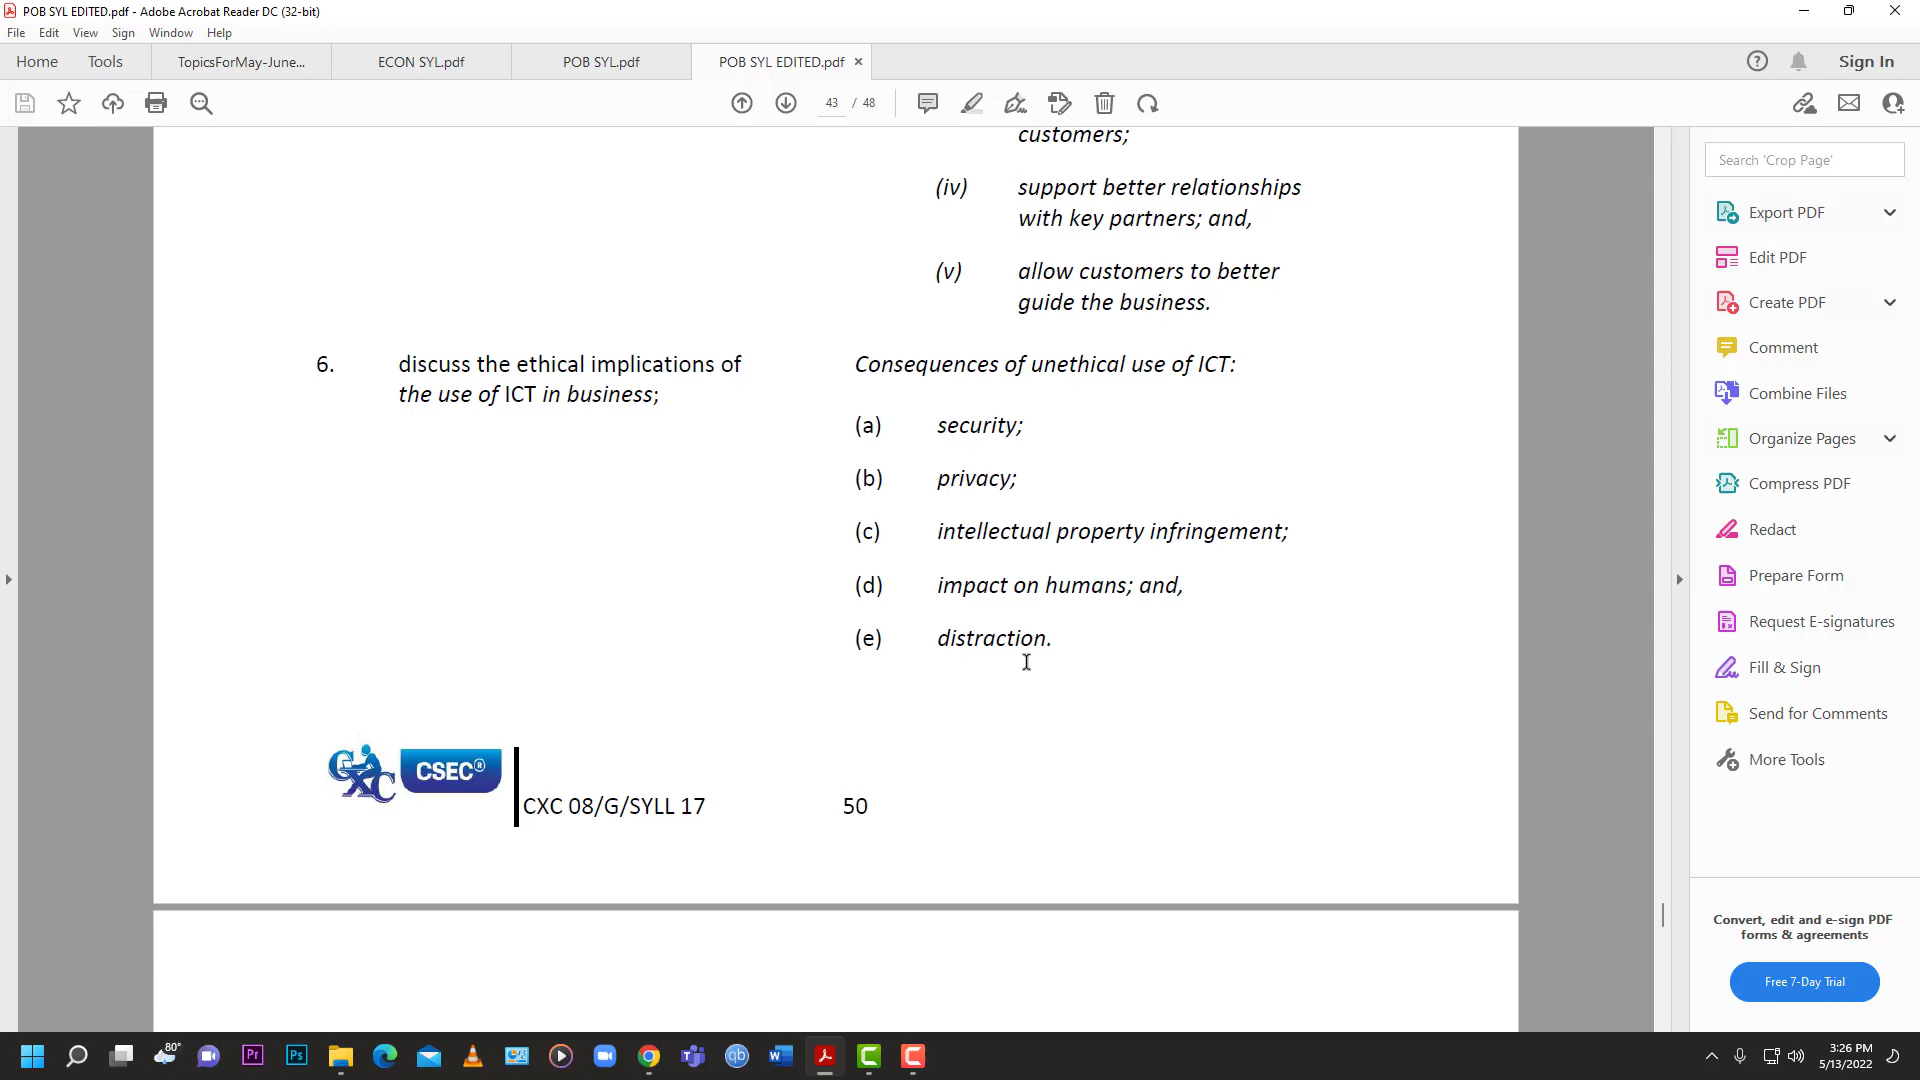 POB SYL EDITED.pdf - Adobe Acrobat Reader DC (32-bit)
File Edit View Sign Window Help
Home Tools TopicsForMay-June... ECON SYL.pdf POB SYL.pdf POB SYL EDITED.pdf × Sign In
43 / 48
customers;
(iv) support better relationships
with key partners; and,
(v) allow customers to better
guide the business.
6. discuss the ethical implications of
the use of ICT in business;
Consequences of unethical use of ICT:
(a) security;
(b) privacy;
(c) intellectual property infringement;
(d) impact on humans; and,
(e) distraction.
CXC CSEC®
CXC 08/G/SYLL 17 50
Search 'Crop Page'
Export PDF
Edit PDF
Create PDF
Comment
Combine Files
Organize Pages
Compress PDF
Redact
Prepare Form
Request E-signatures
Fill & Sign
Send for Comments
More Tools
Convert, edit and e-sign PDF
forms & agreements
Free 7-Day Trial
80°
Pr Ps qb
3:26 PM
5/13/2022